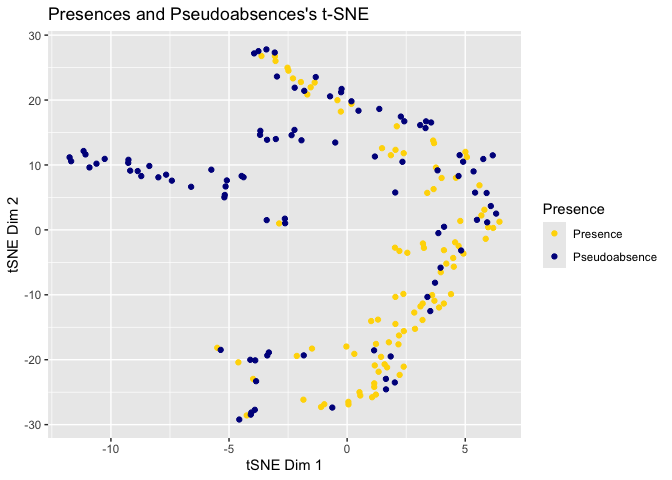 Presences and Pseudoabsences's t-SNE
30
20
10
0
-10
-20
-30
tSNE Dim 2
-10
-5
0
5
tSNE Dim 1
Presence
Presence
Pseudoabsence